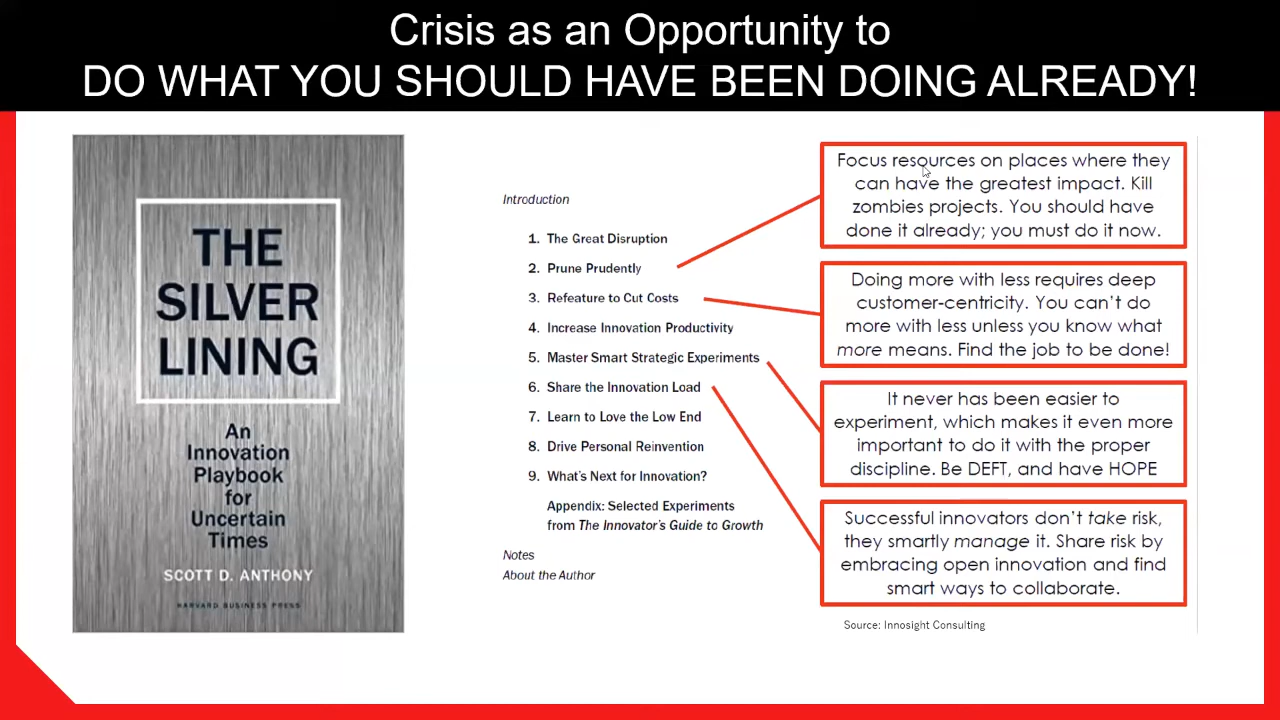 Crisis as an Opportunity to
DO WHAT YOU SHOULD HAVE BEEN DOING ALREADY!
THE
SILVER
LINING
An
Innovation
Playbook
for
Uncertain
Times
SCOTT D. ANTHONY
HARVARD BUSINESS PRESS
Introduction
1. The Great Disruption
2. Prune Prudently
3. Refeature to Cut Costs
4. Increase Innovation Productivity
5. Master Smart Strategic Experiments
6. Share the Innovation Load
7. Learn to Love the Low End
8. Drive Personal Reinvention
9. What's Next for Innovation?
Appendix: Selected Experiments
from The Innovator's Guide to Growth
Notes
About the Author
Focus resources on places where they
can have the greatest impact. Kill
zombies projects. You should have
done it already; you must do it now.
Doing more with less requires deep
customer-centricity. You can't do
more with less unless you know what
more means. Find the job to be done!
It never has been easier to
experiment, which makes it even more
important to do it with the proper
discipline. Be DEFT, and have HOPE
Successful innovators don't take risk,
they smartly manage it. Share risk by
embracing open innovation and find
smart ways to collaborate.
Source: Innosight Consulting